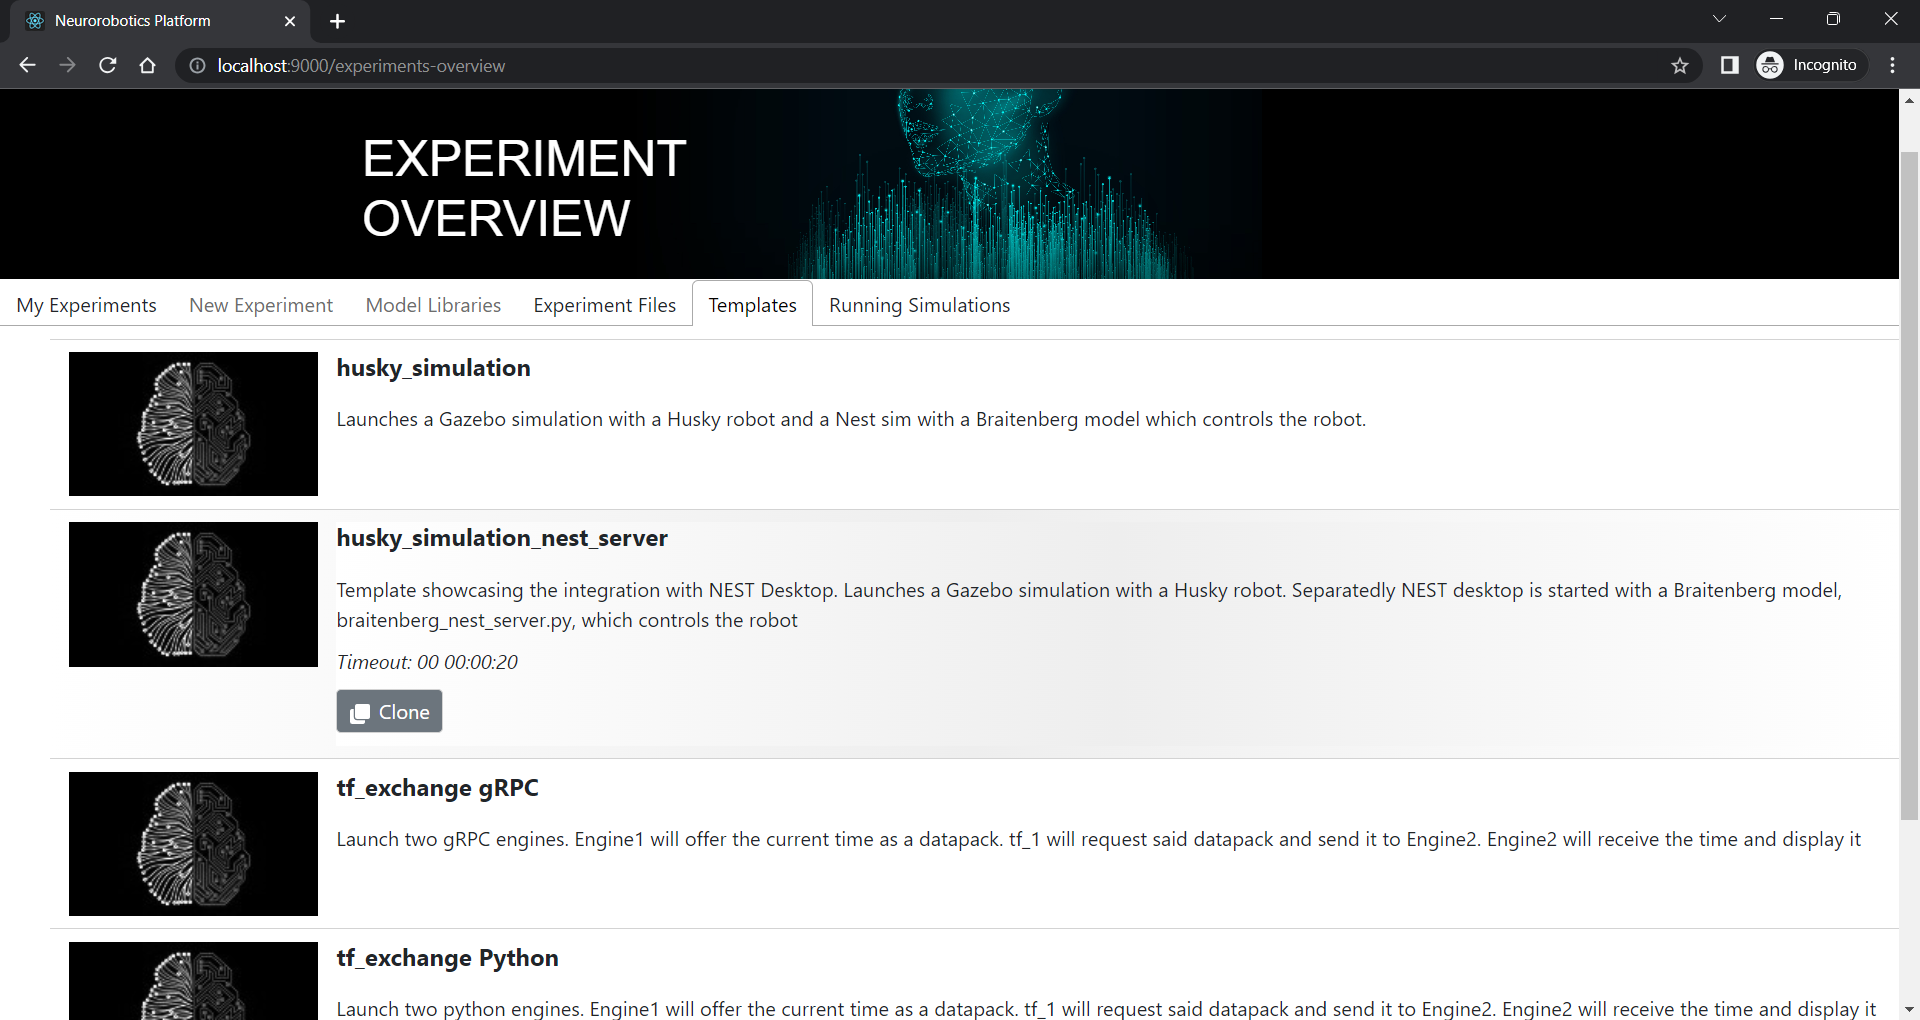 Neurorobotics Platform
localhost:9000/experiments-overview
Incognito
EXPERIMENT
OVERVIEW
My Experiments New Experiment Model Libraries Experiment Files Templates Running Simulations
husky_simulation
Launches a Gazebo simulation with a Husky robot and a Nest sim with a Braitenberg model which controls the robot.
husky_simulation_nest_server
Template showcasing the integration with NEST Desktop. Launches a Gazebo simulation with a Husky robot. Separatedly NEST desktop is started with a Braitenberg model,
braitenberg_nest_server.py, which controls the robot
Timeout: 00 00:00:20
Clone
tf_exchange gRPC
Launch two gRPC engines. Engine1 will offer the current time as a datapack. tf_1 will request said datapack and send it to Engine2. Engine2 will receive the time and display it
tf_exchange Python
Launch two python engines. Engine1 will offer the current time as a datapack. tf_1 will request said datapack and send it to Engine2. Engine2 will receive the time and display it